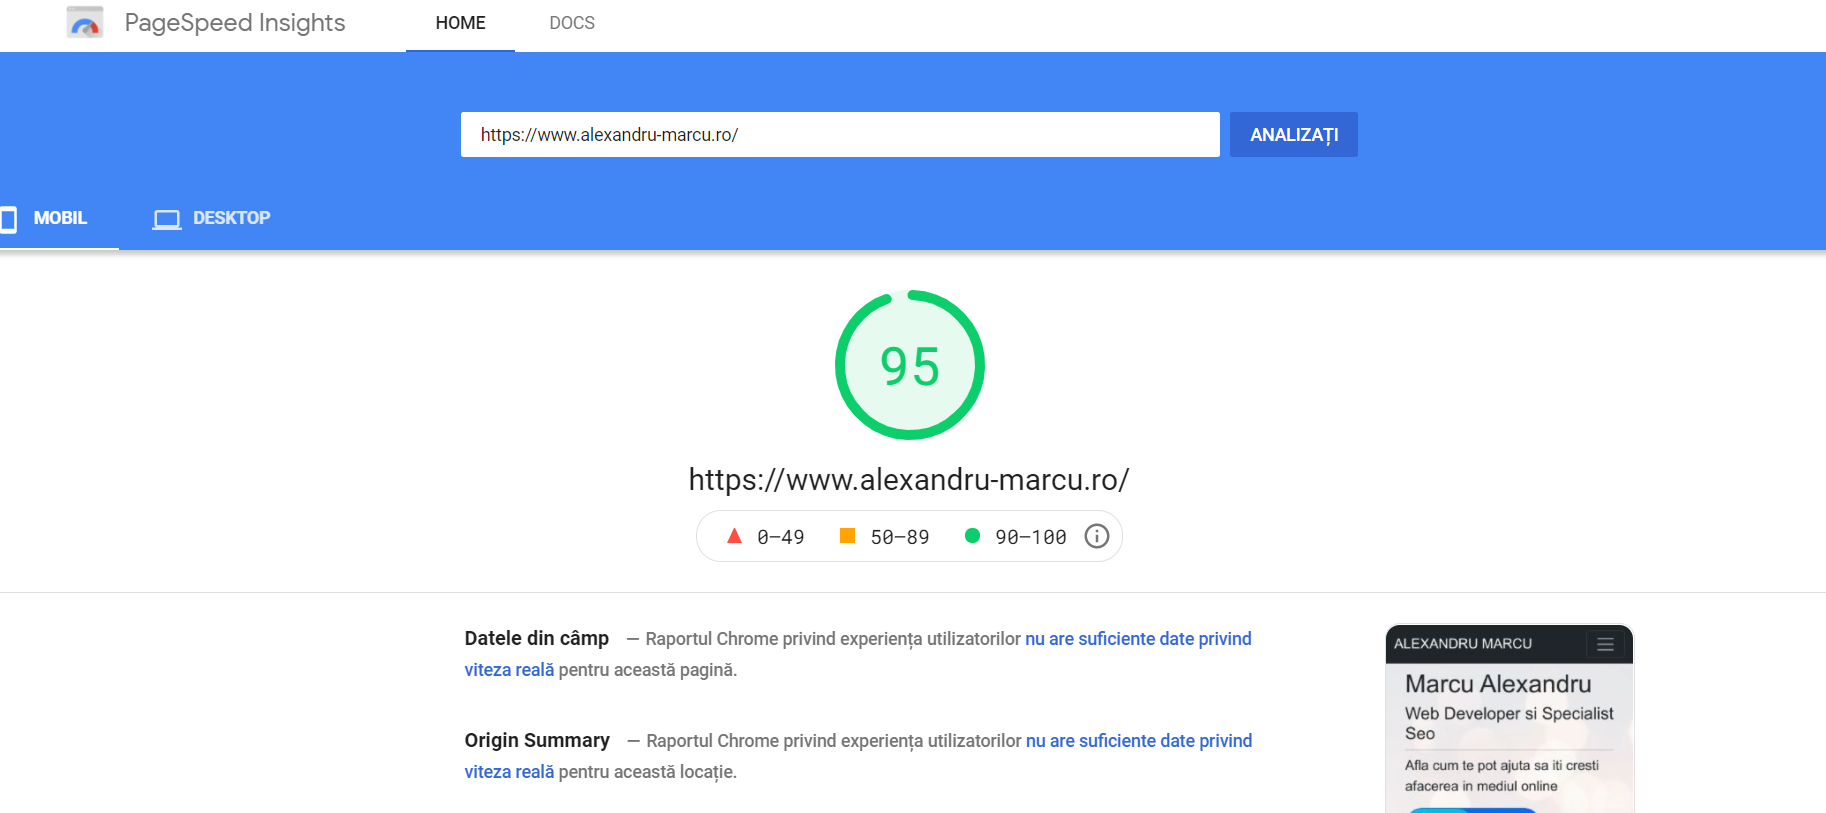 PageSpeed Insights
HOME
DOCS
https://www.alexandru-marcu.ro/
ANALIZAȚI
MOBIL
DESKTOP
95
https://www.alexandru-marcu.ro/
0–49
50–89
90–100
Datele din câmp — Raportul Chrome privind experiența utilizatorilor nu are suficiente date privind
viteza reală pentru această pagină.
Origin Summary — Raportul Chrome privind experiența utilizatorilor nu are suficiente date privind
viteza reală pentru această locație.
ALEXANDRU MARCU
Marcu Alexandru
Web Developer si Specialist
Seo
Afla cum te pot ajuta sa iti cresti
afacerea in mediul online